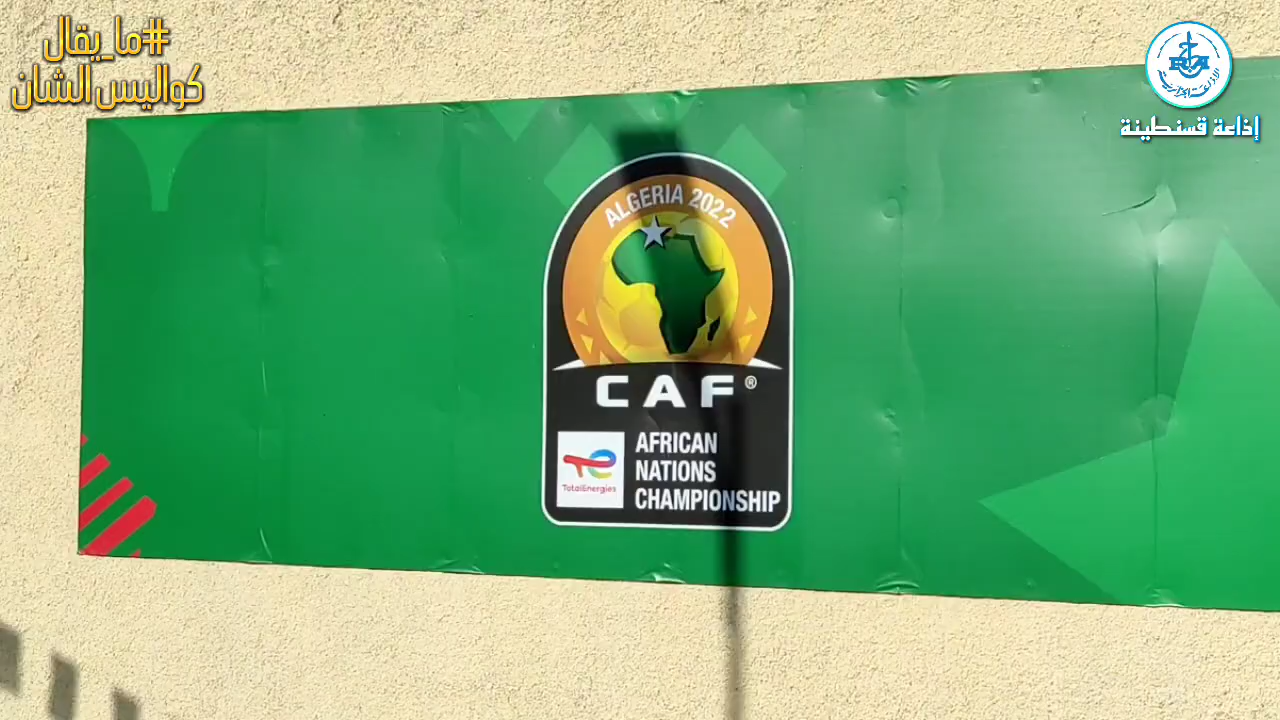 #ما_يقال
كواليس الشان
إذاعة قسنطينة
ALGERIA 2022
CAF®
TotalEnergies
AFRICAN
NATIONS
CHAMPIONSHIP